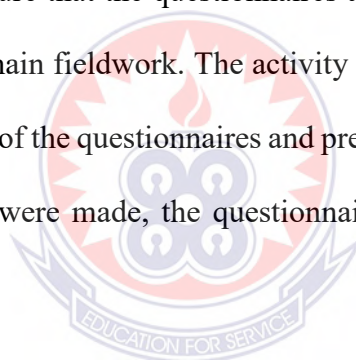 ure that the questionnaires
main fieldwork. The activity
of the questionnaires and pre
were made, the questionnai
EDUCATION FOR SERVICE